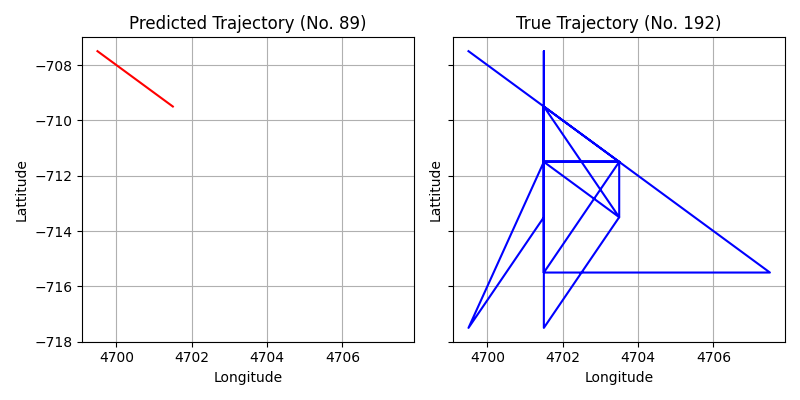 Predicted Trajectory (No. 89)
True Trajectory (No. 192)
−708
−710
−712
−714
−716
−718
Lattitude
Lattitude
4700 4702 4704 4706
4700 4702 4704 4706
Longitude
Longitude